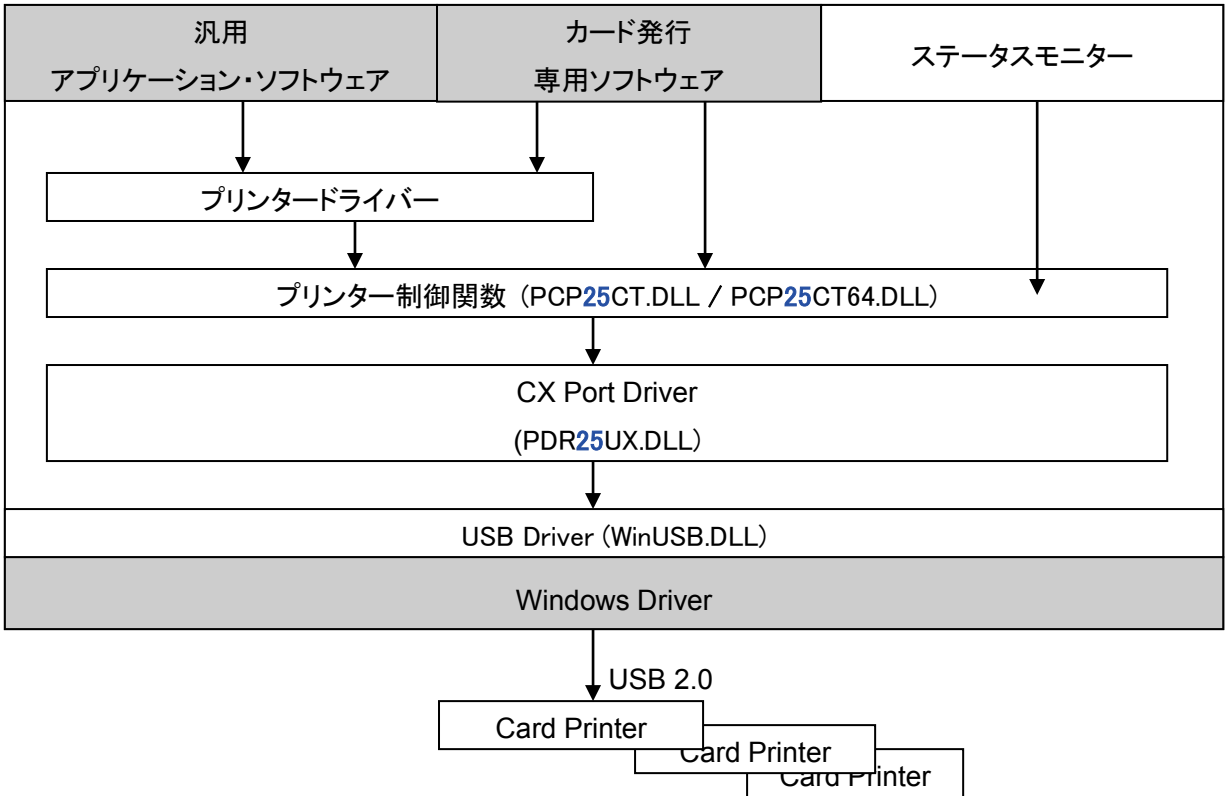 汎用
アプリケーション・ソフトウェア
カード発行
専用ソフトウェア
ステータスモニター
プリンタードライバー
プリンター制御関数 (PCP25CT.DLL / PCP25CT64.DLL)
CX Port Driver
(PDR25UX.DLL)
USB Driver (WinUSB.DLL)
Windows Driver
USB 2.0
Card Printer
Card Printer
Card Printer